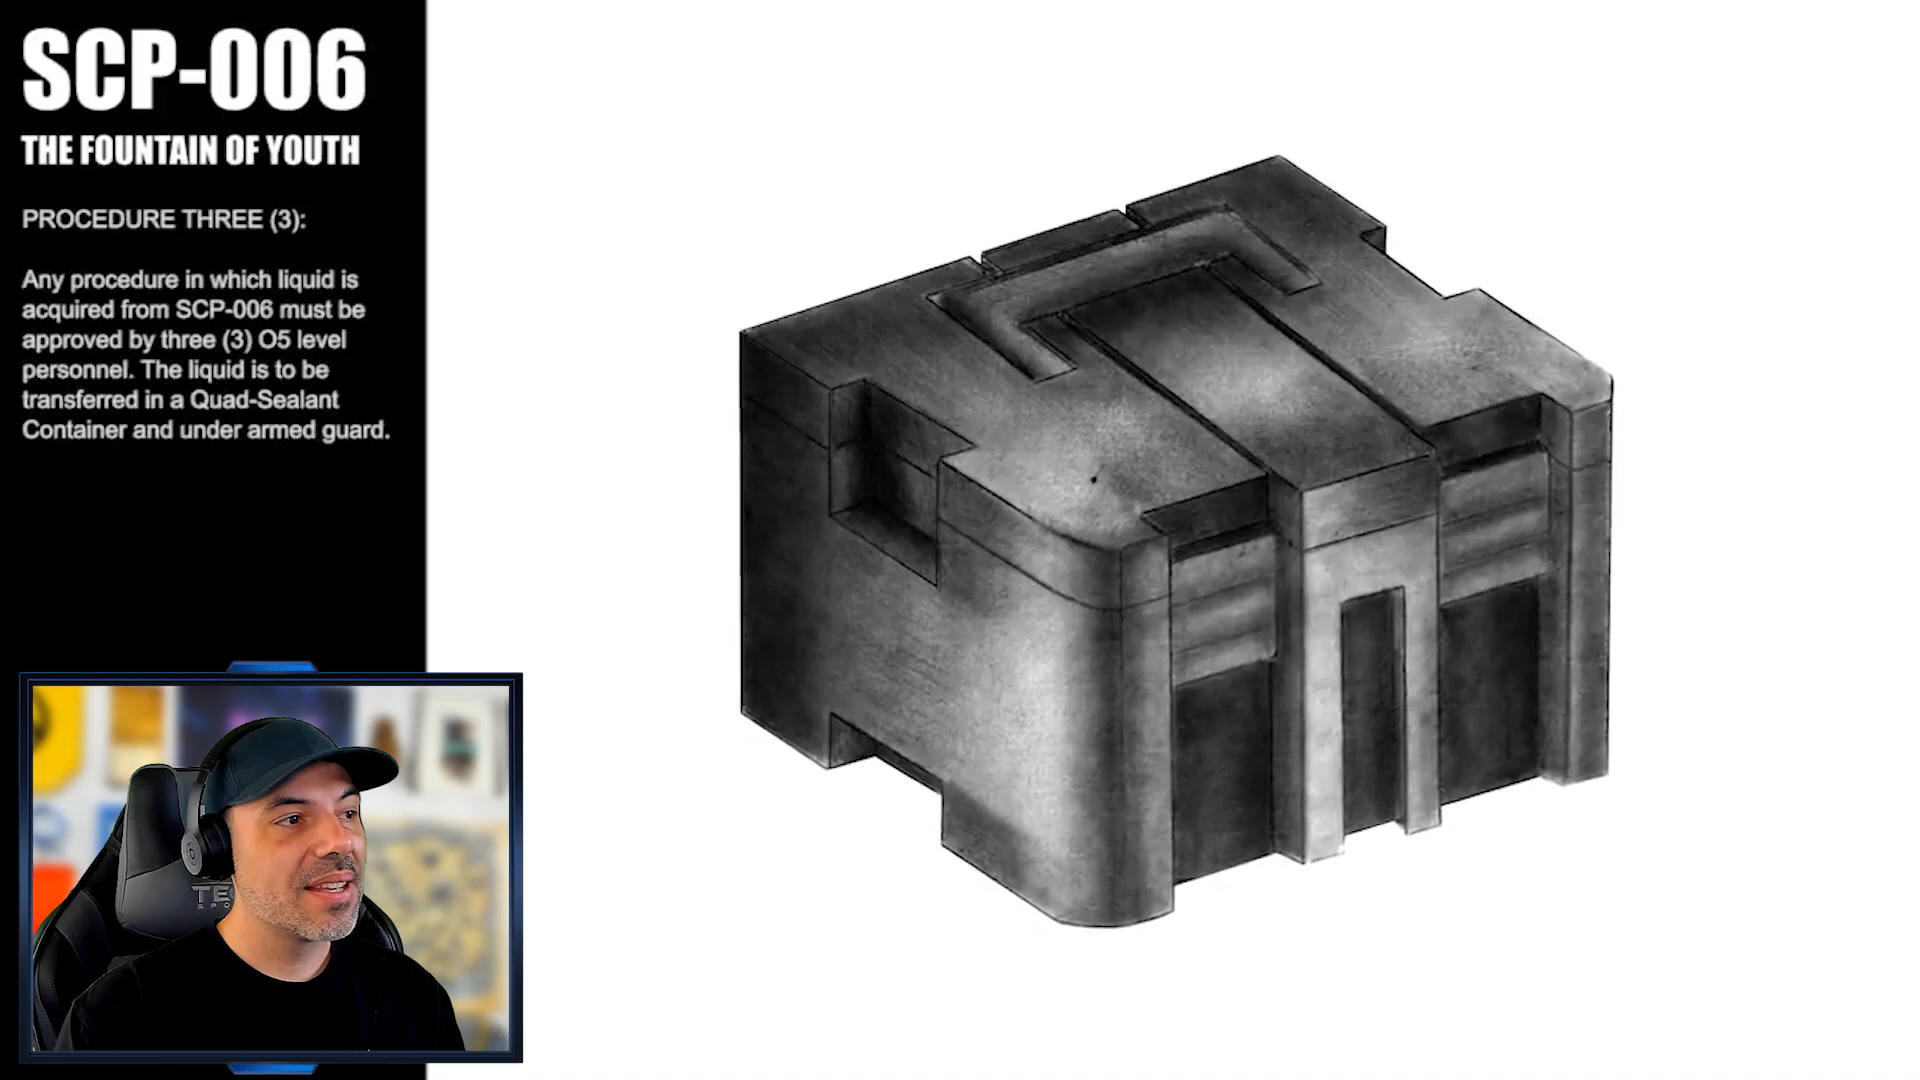 SCP-006
THE FOUNTAIN OF YOUTH
PROCEDURE THREE (3):
Any procedure in which liquid is
acquired from SCP-006 must be
approved by three (3) O5 level
personnel. The liquid is to be
transferred in a Quad-Sealant
Container and under armed guard.